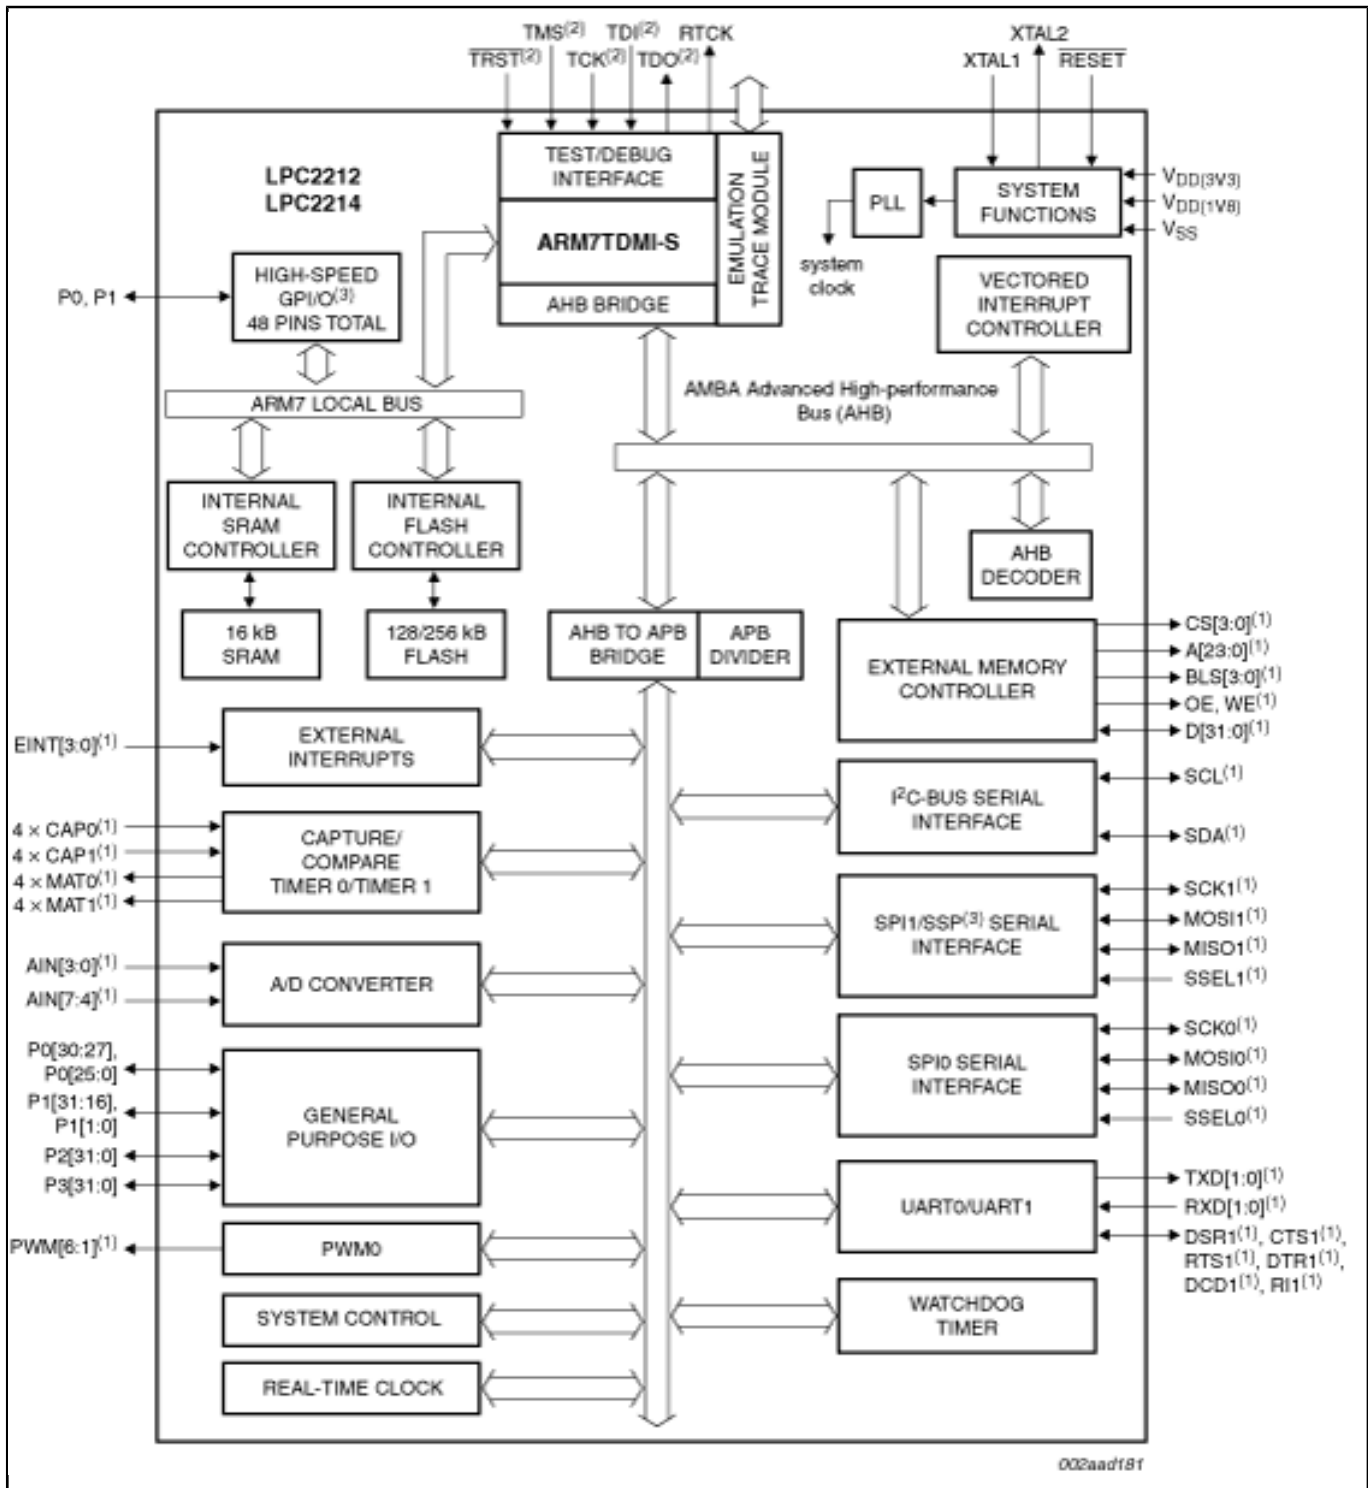 TMS(2) TDI(2) RTCK
TRST(2) TCK(2) TDO(2)
XTAL2
XTAL1 RESET
LPC2212
LPC2214
TEST/DEBUG
INTERFACE
ARM7TDMI-S
AHB BRIDGE
EMULATION
TRACE MODULE
PLL
system
clock
SYSTEM
FUNCTIONS
VDD(3V3)
VDD(1V8)
VSS
P0, P1
HIGH-SPEED
GPI/O(3)
48 PINS TOTAL
VECTORED
INTERRUPT
CONTROLLER
ARM7 LOCAL BUS
AMBA Advanced High-performance
Bus (AHB)
INTERNAL
SRAM
CONTROLLER
INTERNAL
FLASH
CONTROLLER
16 kB
SRAM
128/256 kB
FLASH
AHB
DECODER
AHB TO APB
BRIDGE
APB
DIVIDER
EXTERNAL MEMORY
CONTROLLER
CS[3:0](1)
A[23:0](1)
BLS[3:0](1)
OE, WE(1)
D[31:0](1)
EINT[3:0](1)
EXTERNAL
INTERRUPTS
I2C-BUS SERIAL
INTERFACE
SCL(1)
SDA(1)
4 × CAP0(1)
4 × CAP1(1)
4 × MAT0(1)
4 × MAT1(1)
CAPTURE/
COMPARE
TIMER 0/TIMER 1
SPI1/SSP(3) SERIAL
INTERFACE
SCK1(1)
MOSI1(1)
MISO1(1)
SSEL1(1)
AIN[3:0](1)
AIN[7:4](1)
A/D CONVERTER
SPI0 SERIAL
INTERFACE
SCK0(1)
MOSI0(1)
MISO0(1)
SSEL0(1)
P0[30:27],
P0[25:0]
P1[31:16],
P1[1:0]
P2[31:0]
P3[31:0]
GENERAL
PURPOSE I/O
UART0/UART1
TXD[1:0](1)
RXD[1:0](1)
DSR1(1), CTS1(1),
RTS1(1), DTR1(1),
DCD1(1), RI1(1)
PWM[6:1](1)
PWM0
SYSTEM CONTROL
WATCHDOG
TIMER
REAL-TIME CLOCK
002aad181